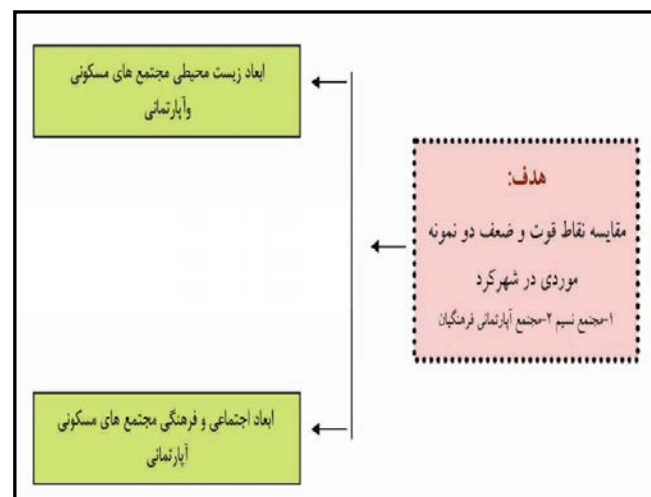 ابعاد زیست محیطی مجتمع های مسکونی
وآپارتمانی
هدف:
مقایسه نقاط قوت و ضعف دو نمونه
موردی در شهرکرد
۱-مجتمع نسیم ۲-مجتمع آپارتمانی فرهنگیان
ابعاد اجتماعی و فرهنگی مجتمع های مسکونی
آپارتمانی